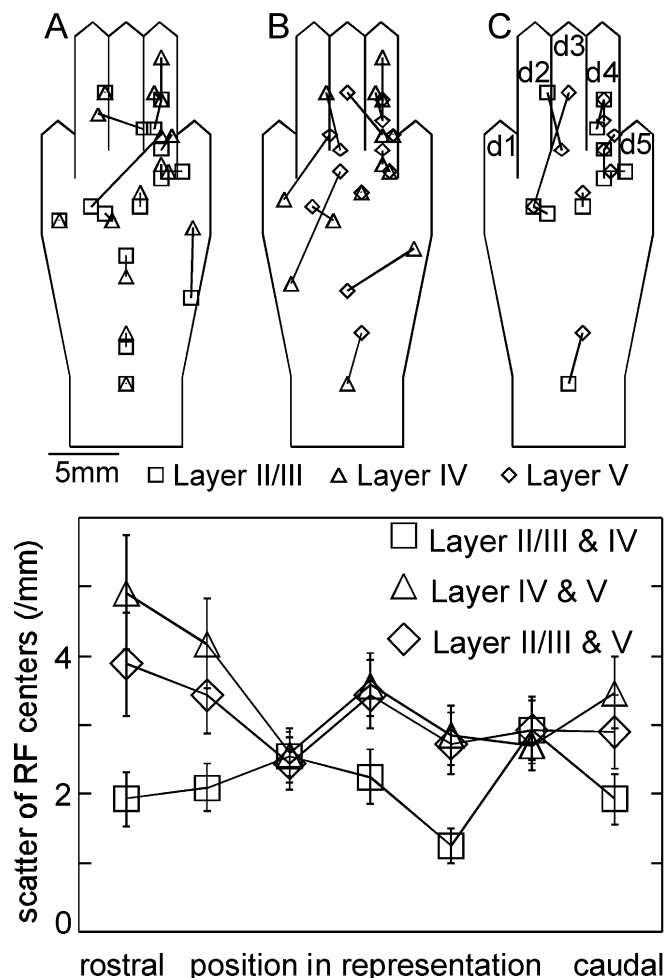 A B C
d3
d2 d4
d1 d5
5mm Layer II/III Layer IV Layer V
Layer II/III & IV
Layer IV & V
Layer II/III & V
scatter of RF centers (/mm)
4
2
0
rostral position in representation caudal